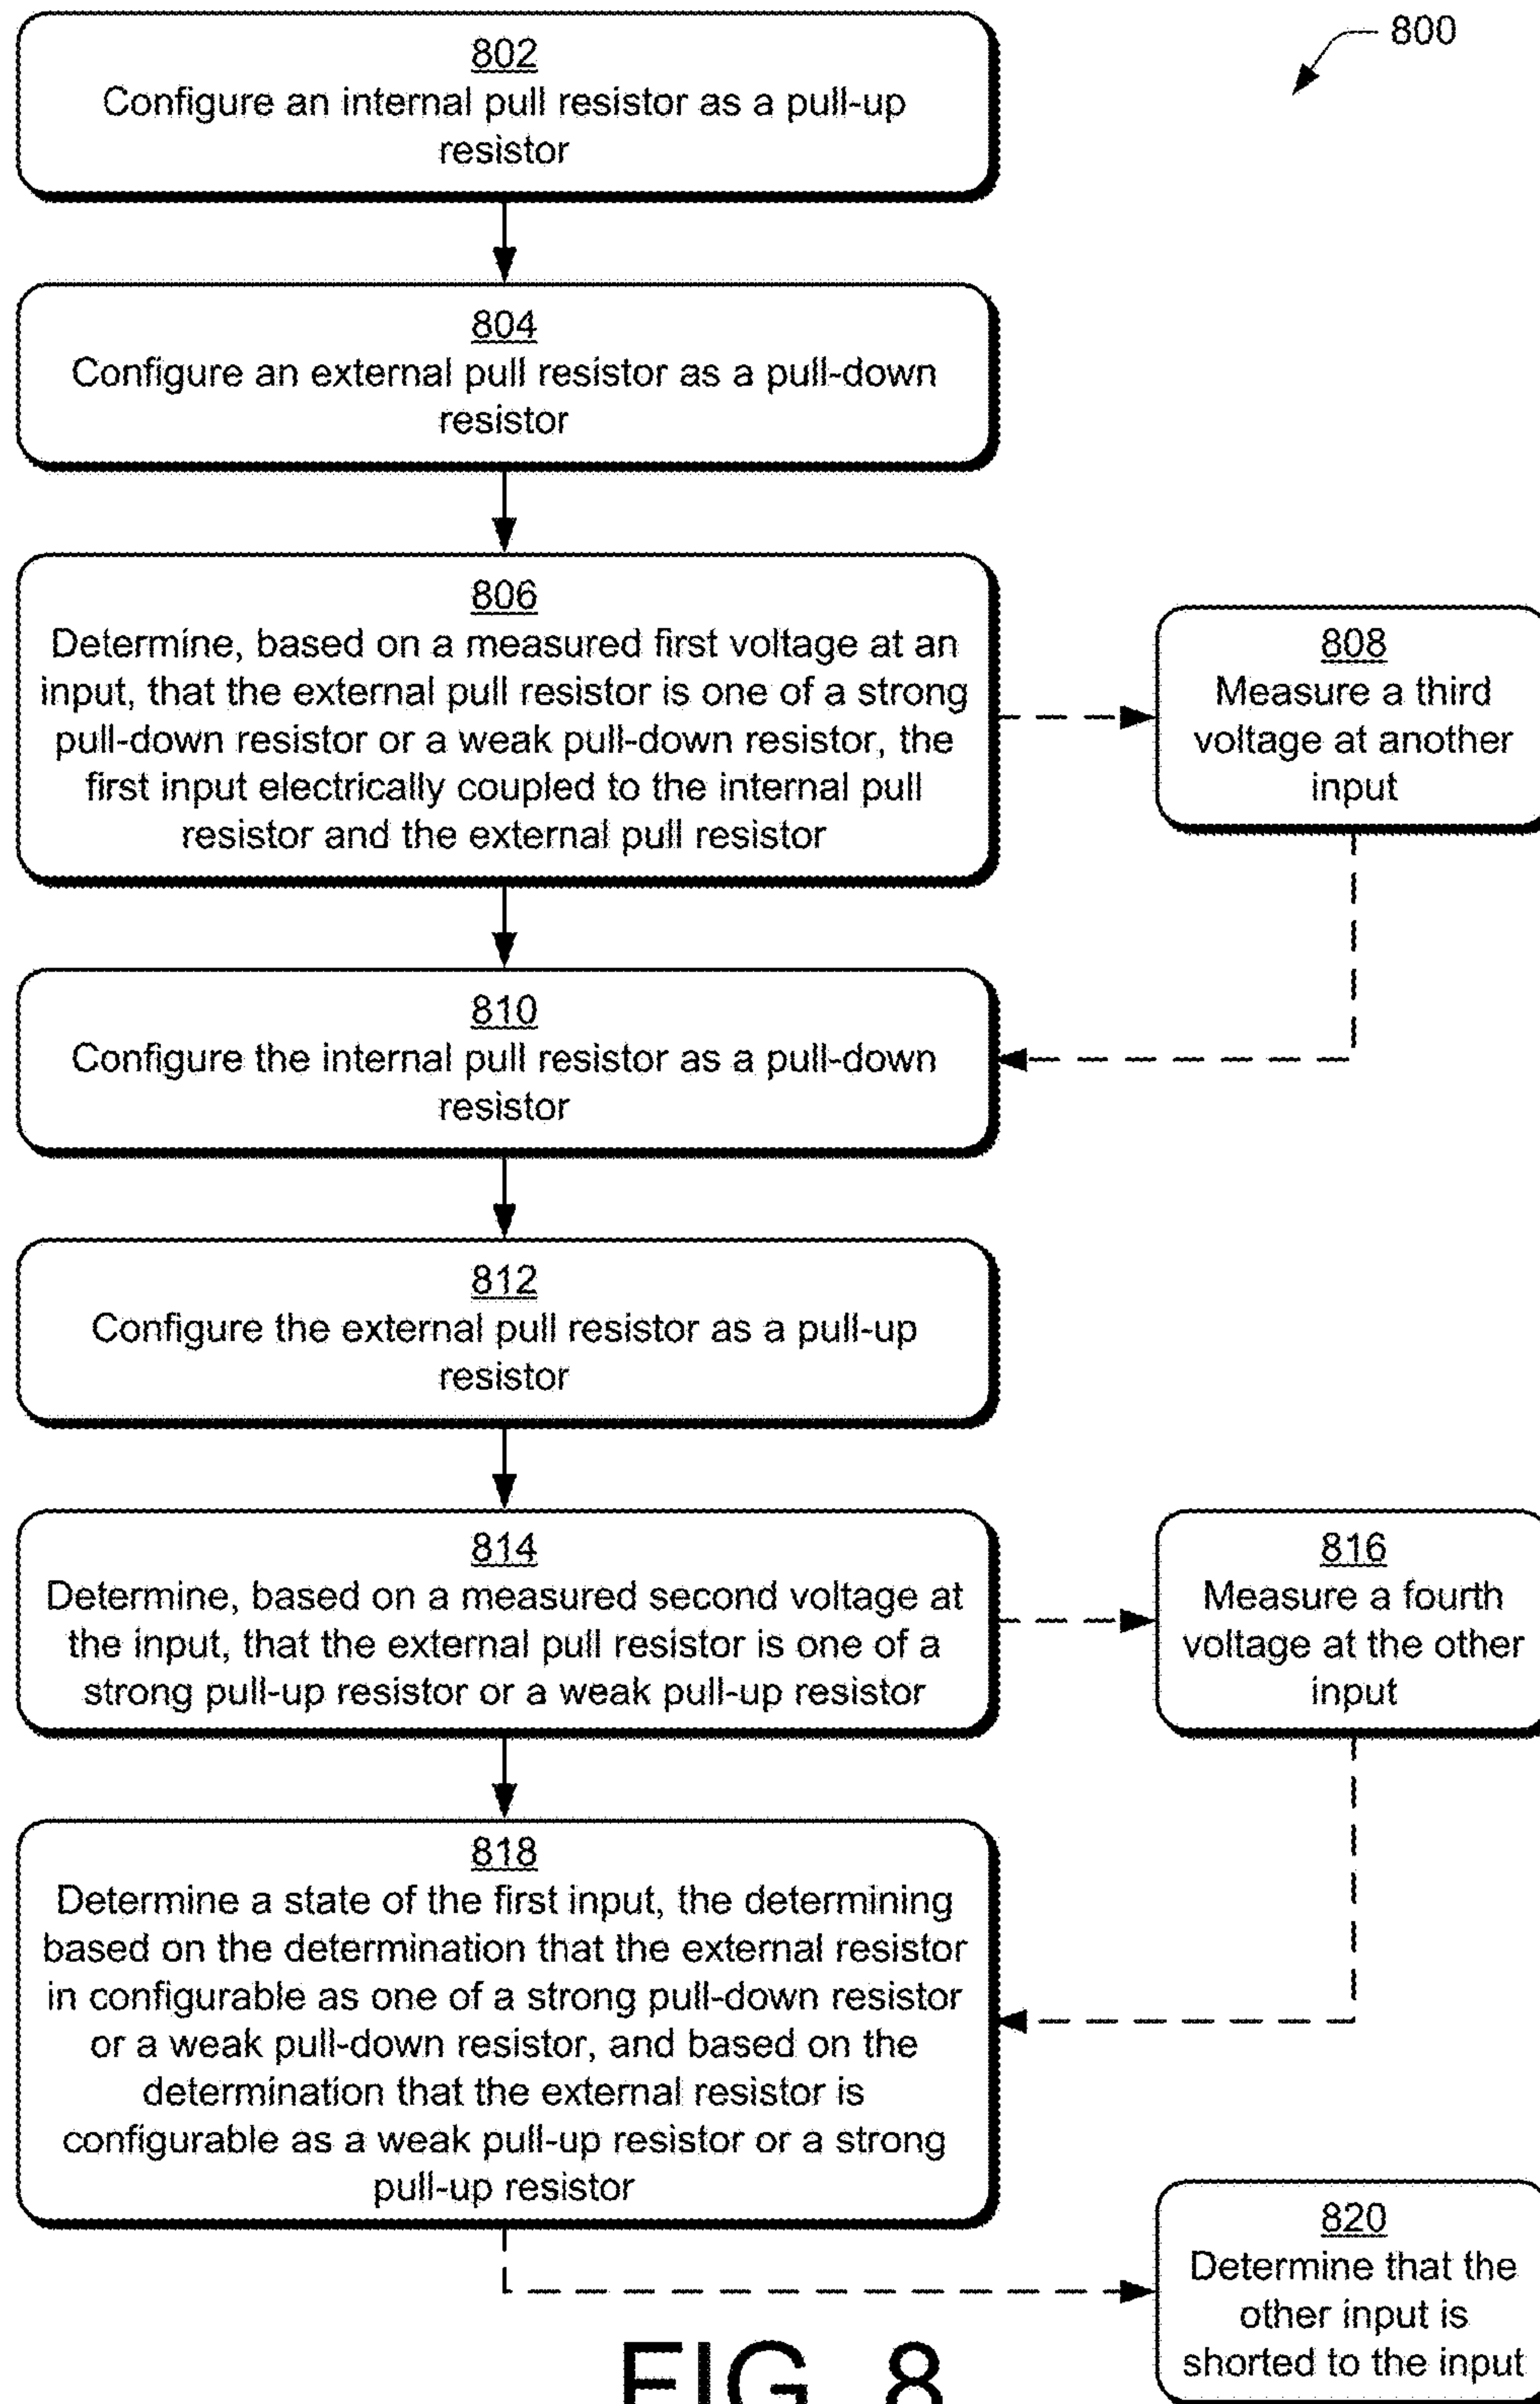 800
802
Configure an internal pull resistor as a pull-up
resistor
804
Configure an external pull resistor as a pull-down
resistor
806
Determine, based on a measured first voltage at an
input, that the external pull resistor is one of a strong
pull-down resistor or a weak pull-down resistor, the
first input electrically coupled to the internal pull
resistor and the external pull resistor
808
Measure a third
voltage at another
input
810
Configure the internal pull resistor as a pull-down
resistor
812
Configure the external pull resistor as a pull-up
resistor
814
Determine, based on a measured second voltage at
the input, that the external pull resistor is one of a
strong pull-up resistor or a weak pull-up resistor
816
Measure a fourth
voltage at the other
input
818
Determine a state of the first input, the determining
based on the determination that the external resistor
in configurable as one of a strong pull-down resistor
or a weak pull-down resistor, and based on the
determination that the external resistor is
configurable as a weak pull-up resistor or a strong
pull-up resistor
820
Determine that the
other input is
shorted to the input
FIG. 8